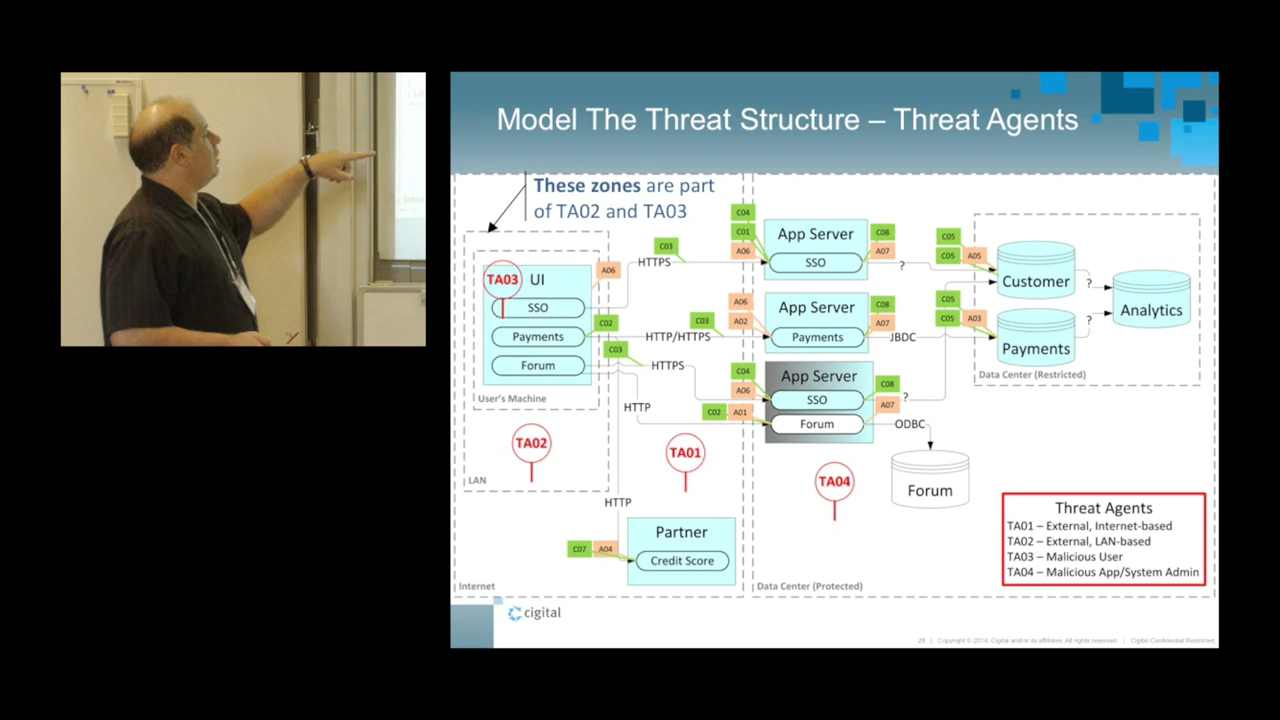 Model The Threat Structure – Threat Agents
These zones are part
of TA02 and TA03
C04
C01
A06
App Server
SSO
C08
A07
?
C05
C05
A05
Customer
?
Analytics
C03
HTTPS
A06
TA03
UI
SSO
Payments
Forum
C02
C03
HTTP/HTTPS
A06
A02
App Server
Payments
C08
A07
JBDC
C05
C05
A03
Payments
?
Data Center (Restricted)
C03
HTTPS
C04
A06
App Server
SSO
Forum
C08
A07
?
User's Machine
HTTP
C02
A01
ODBC
TA02
TA01
TA04
Forum
LAN
HTTP
Partner
Credit Score
C07
A04
Threat Agents
TA01 – External, Internet-based
TA02 – External, LAN-based
TA03 – Malicious User
TA04 – Malicious App/System Admin
Internet
Data Center (Protected)
cigital
25 | Copyright © 2014, Cigital and/or its affiliates. All rights reserved. | Cigital Confidential Restricted.